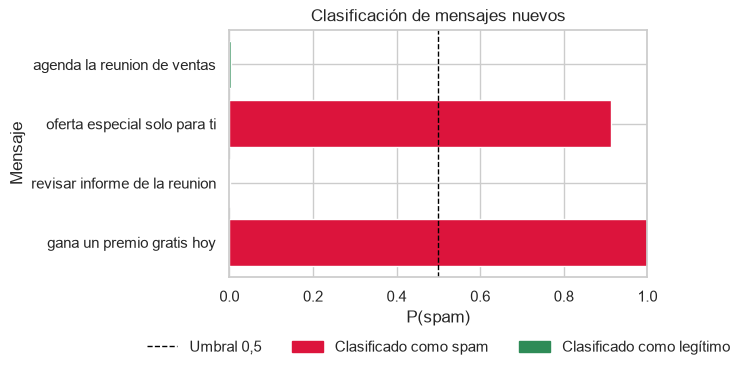 Clasificación de mensajes nuevos
Mensaje
agenda la reunion de ventas
oferta especial solo para ti
revisar informe de la reunion
gana un premio gratis hoy
0.0 0.2 0.4 0.6 0.8 1.0
P(spam)
Umbral 0,5 Clasificado como spam Clasificado como legítimo